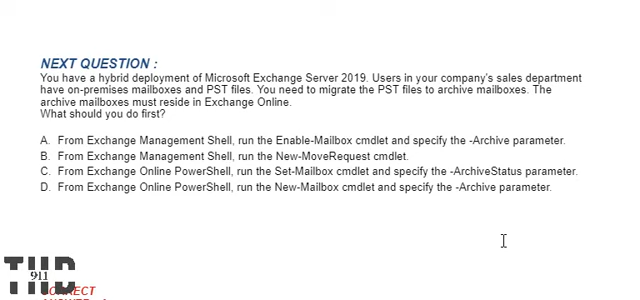 NEXT QUESTION :
You have a hybrid deployment of Microsoft Exchange Server 2019. Users in your company's sales department
have on-premises mailboxes and PST files. You need to migrate the PST files to archive mailboxes. The
archive mailboxes must reside in Exchange Online.
What should you do first?
A. From Exchange Management Shell, run the Enable-Mailbox cmdlet and specify the -Archive parameter.
B. From Exchange Management Shell, run the New-MoveRequest cmdlet.
C. From Exchange Online PowerShell, run the Set-Mailbox cmdlet and specify the -ArchiveStatus parameter.
D. From Exchange Online PowerShell, run the New-Mailbox cmdlet and specify the -Archive parameter.
THD
911
CORRECT